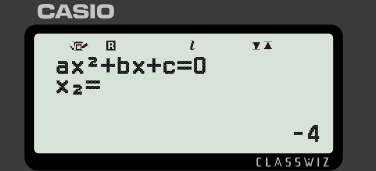 CASIO
√▱ R i ▼▲
ax²+bx+c=0
x₂=
-4
CLASSWIZ